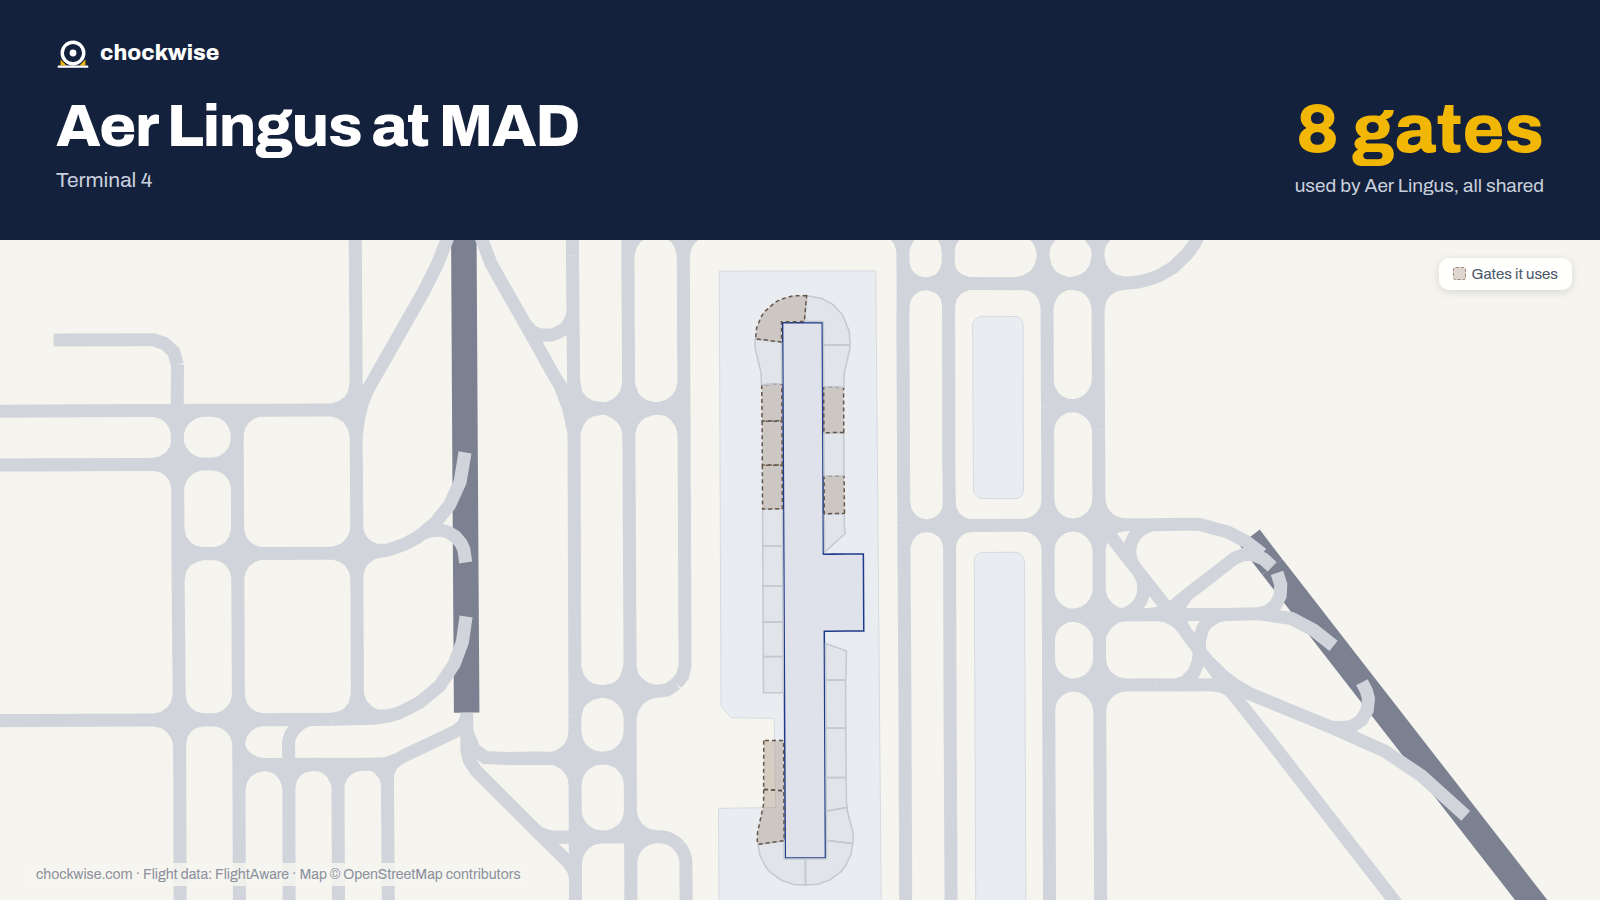 chockwise
Aer Lingus at MAD
Terminal 4
8 gates
used by Aer Lingus, all shared
Gates it uses
chockwise.com · Flight data: FlightAware · Map © OpenStreetMap contributors